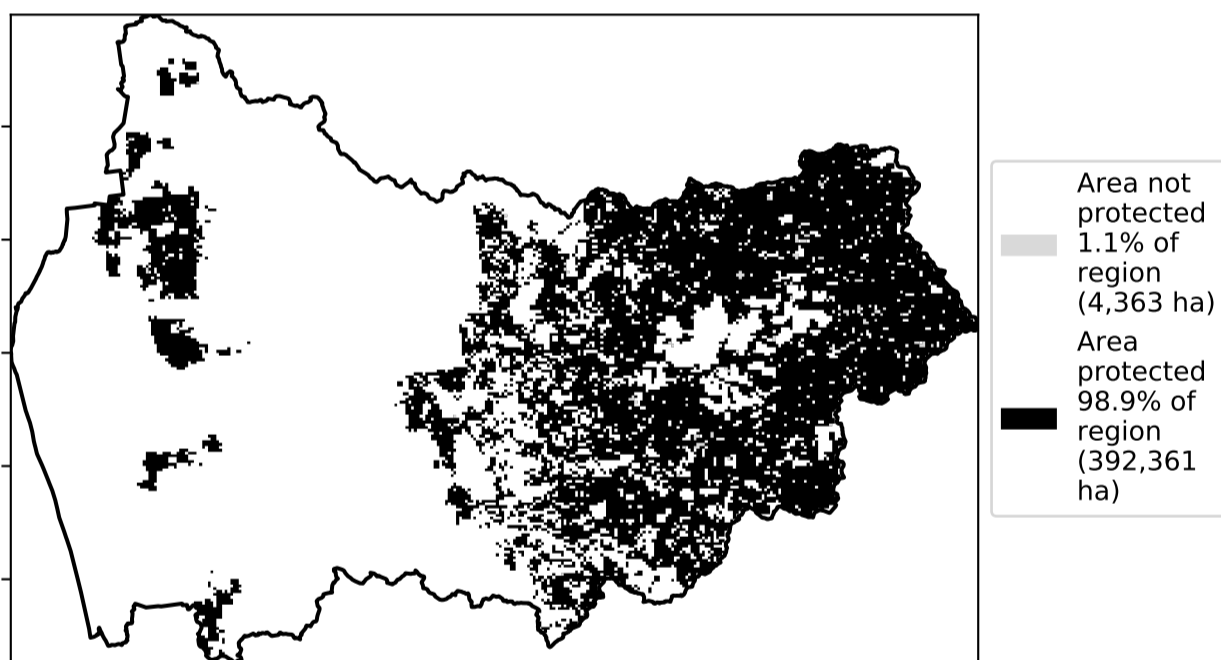 Area not
protected
1.1% of
region
(4,363 ha)
Area
protected
98.9% of
region
(392,361
ha)